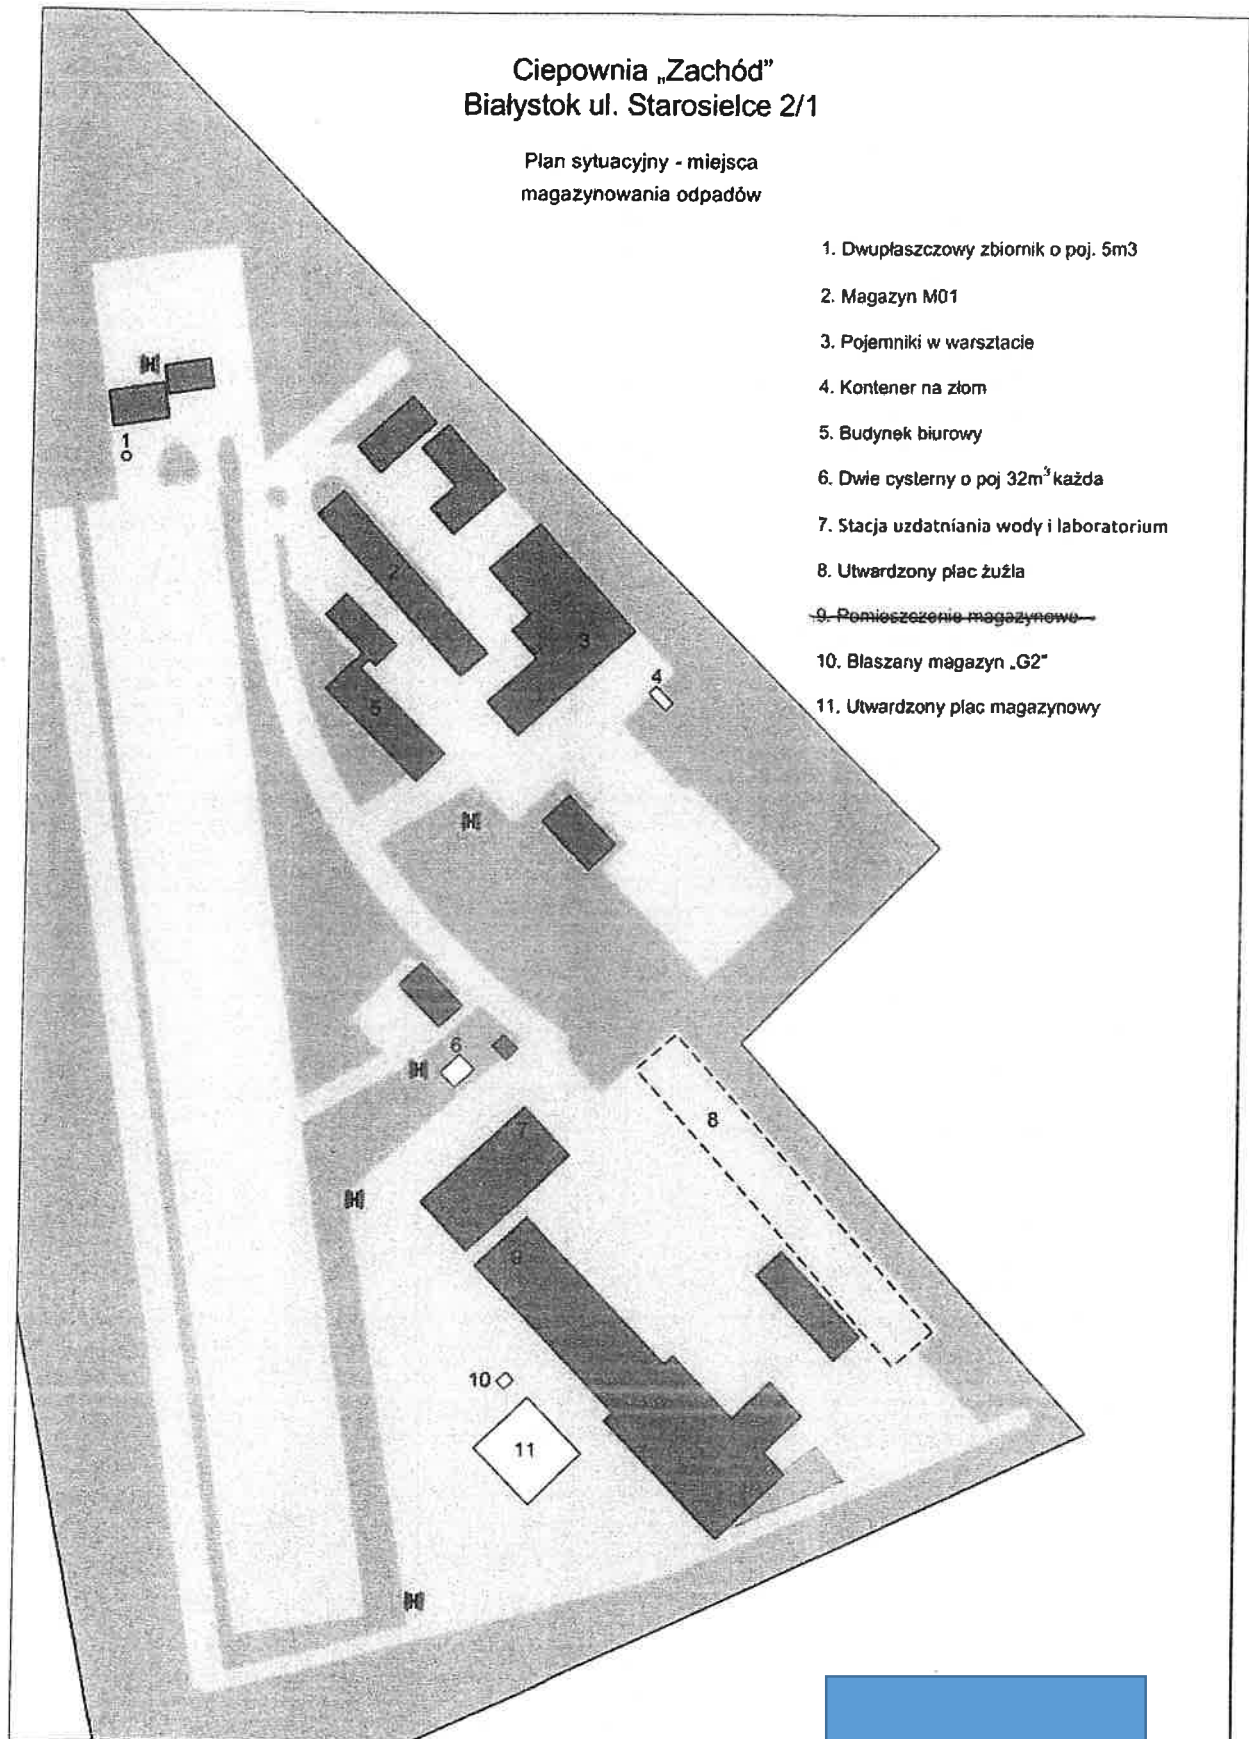 Ciepownia „Zachód”
Białystok ul. Starosielce 2/1
Plan sytuacyjny - miejsca
magazynowania odpadów
1. Dwupłaszczowy zbiornik o poj. 5m3
2. Magazyn M01
3. Pojemniki w warsztacie
4. Kontener na złom
5. Budynek biurowy
6. Dwie cysterny o poj 32m³ każda
7. Stacja uzdatniania wody i laboratorium
8. Utwardzony plac żużla
9. Pomieszczenie magazynowe
10. Blaszany magazyn „G2"
11. Utwardzony plac magazynowy
H
1
2
3
4
5
H
6
H
7
8
H
9
10
11
H